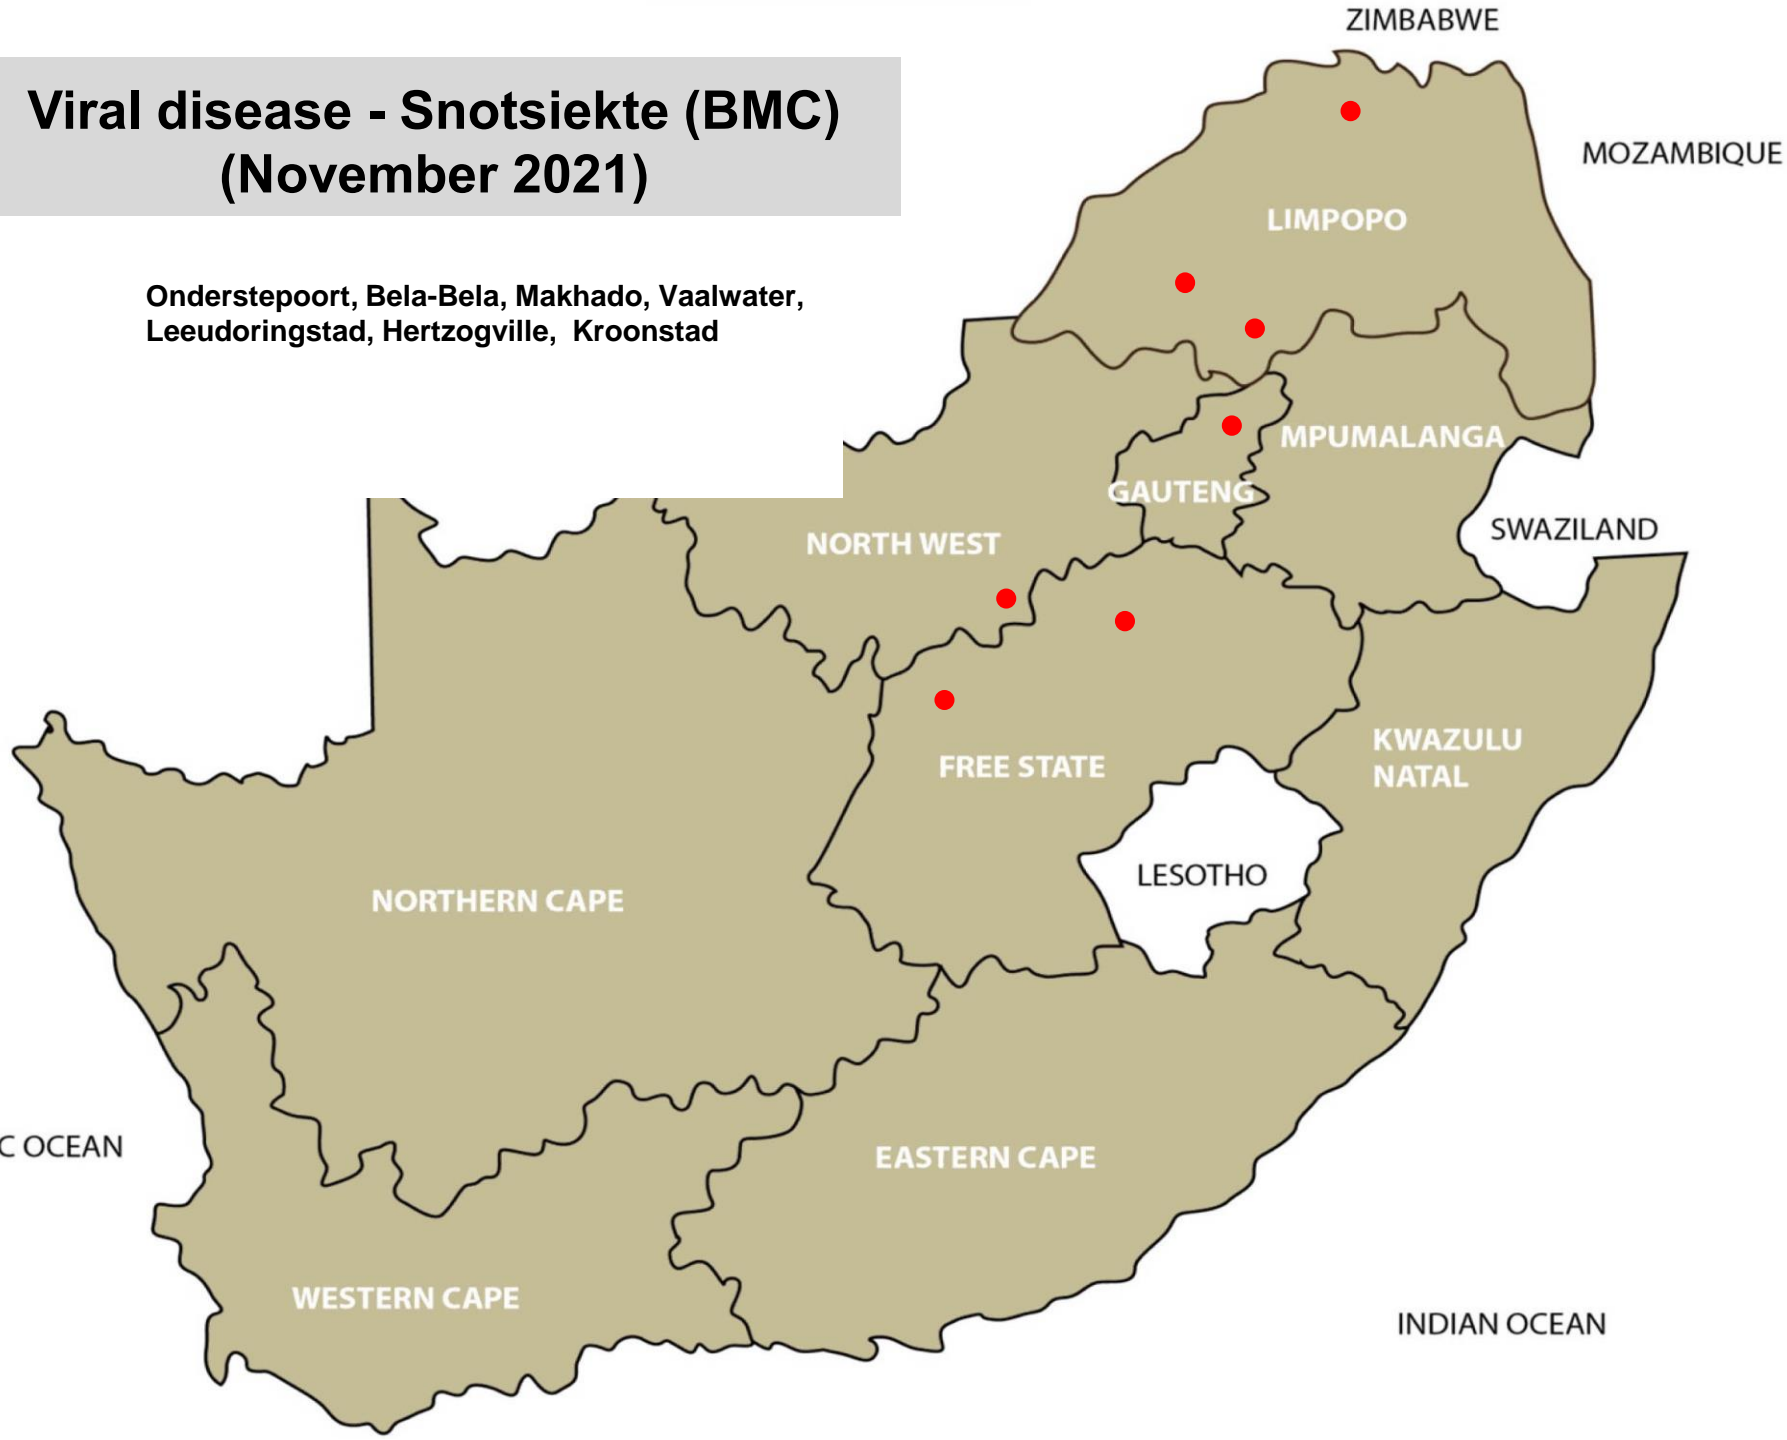 ZIMBABWE
Viral disease - Snotsiekte (BMC)
(November 2021)
MOZAMBIQUE
LIMPOPO
Onderstepoort, Bela-Bela, Makhado, Vaalwater,
Leeudoringstad, Hertzogville, Kroonstad
MPUMALANGA
GAUTENG
SWAZILAND
NORTH WEST
KWAZULU
NATAL
FREE STATE
LESOTHO
NORTHERN CAPE
C OCEAN
EASTERN CAPE
WESTERN CAPE
INDIAN OCEAN